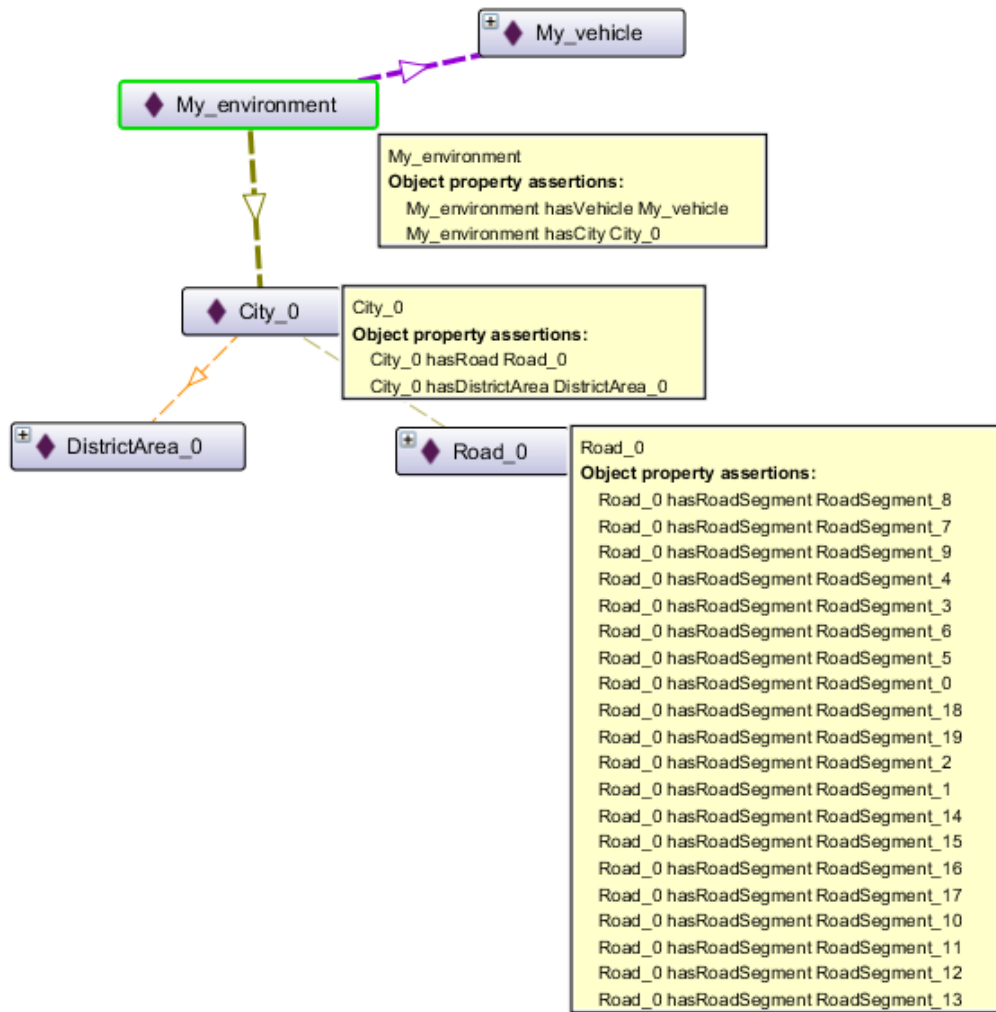 My_vehicle
My_environment
My_environment
Object property assertions:
My_environment hasVehicle My_vehicle
My_environment hasCity City_0
City_0
City_0
Object property assertions:
City_0 hasRoad Road_0
City_0 hasDistrictArea DistrictArea_0
DistrictArea_0
Road_0
Road_0
Object property assertions:
Road_0 hasRoadSegment RoadSegment_8
Road_0 hasRoadSegment RoadSegment_7
Road_0 hasRoadSegment RoadSegment_9
Road_0 hasRoadSegment RoadSegment_4
Road_0 hasRoadSegment RoadSegment_3
Road_0 hasRoadSegment RoadSegment_6
Road_0 hasRoadSegment RoadSegment_5
Road_0 hasRoadSegment RoadSegment_0
Road_0 hasRoadSegment RoadSegment_18
Road_0 hasRoadSegment RoadSegment_19
Road_0 hasRoadSegment RoadSegment_2
Road_0 hasRoadSegment RoadSegment_1
Road_0 hasRoadSegment RoadSegment_14
Road_0 hasRoadSegment RoadSegment_15
Road_0 hasRoadSegment RoadSegment_16
Road_0 hasRoadSegment RoadSegment_17
Road_0 hasRoadSegment RoadSegment_10
Road_0 hasRoadSegment RoadSegment_11
Road_0 hasRoadSegment RoadSegment_12
Road_0 hasRoadSegment RoadSegment_13